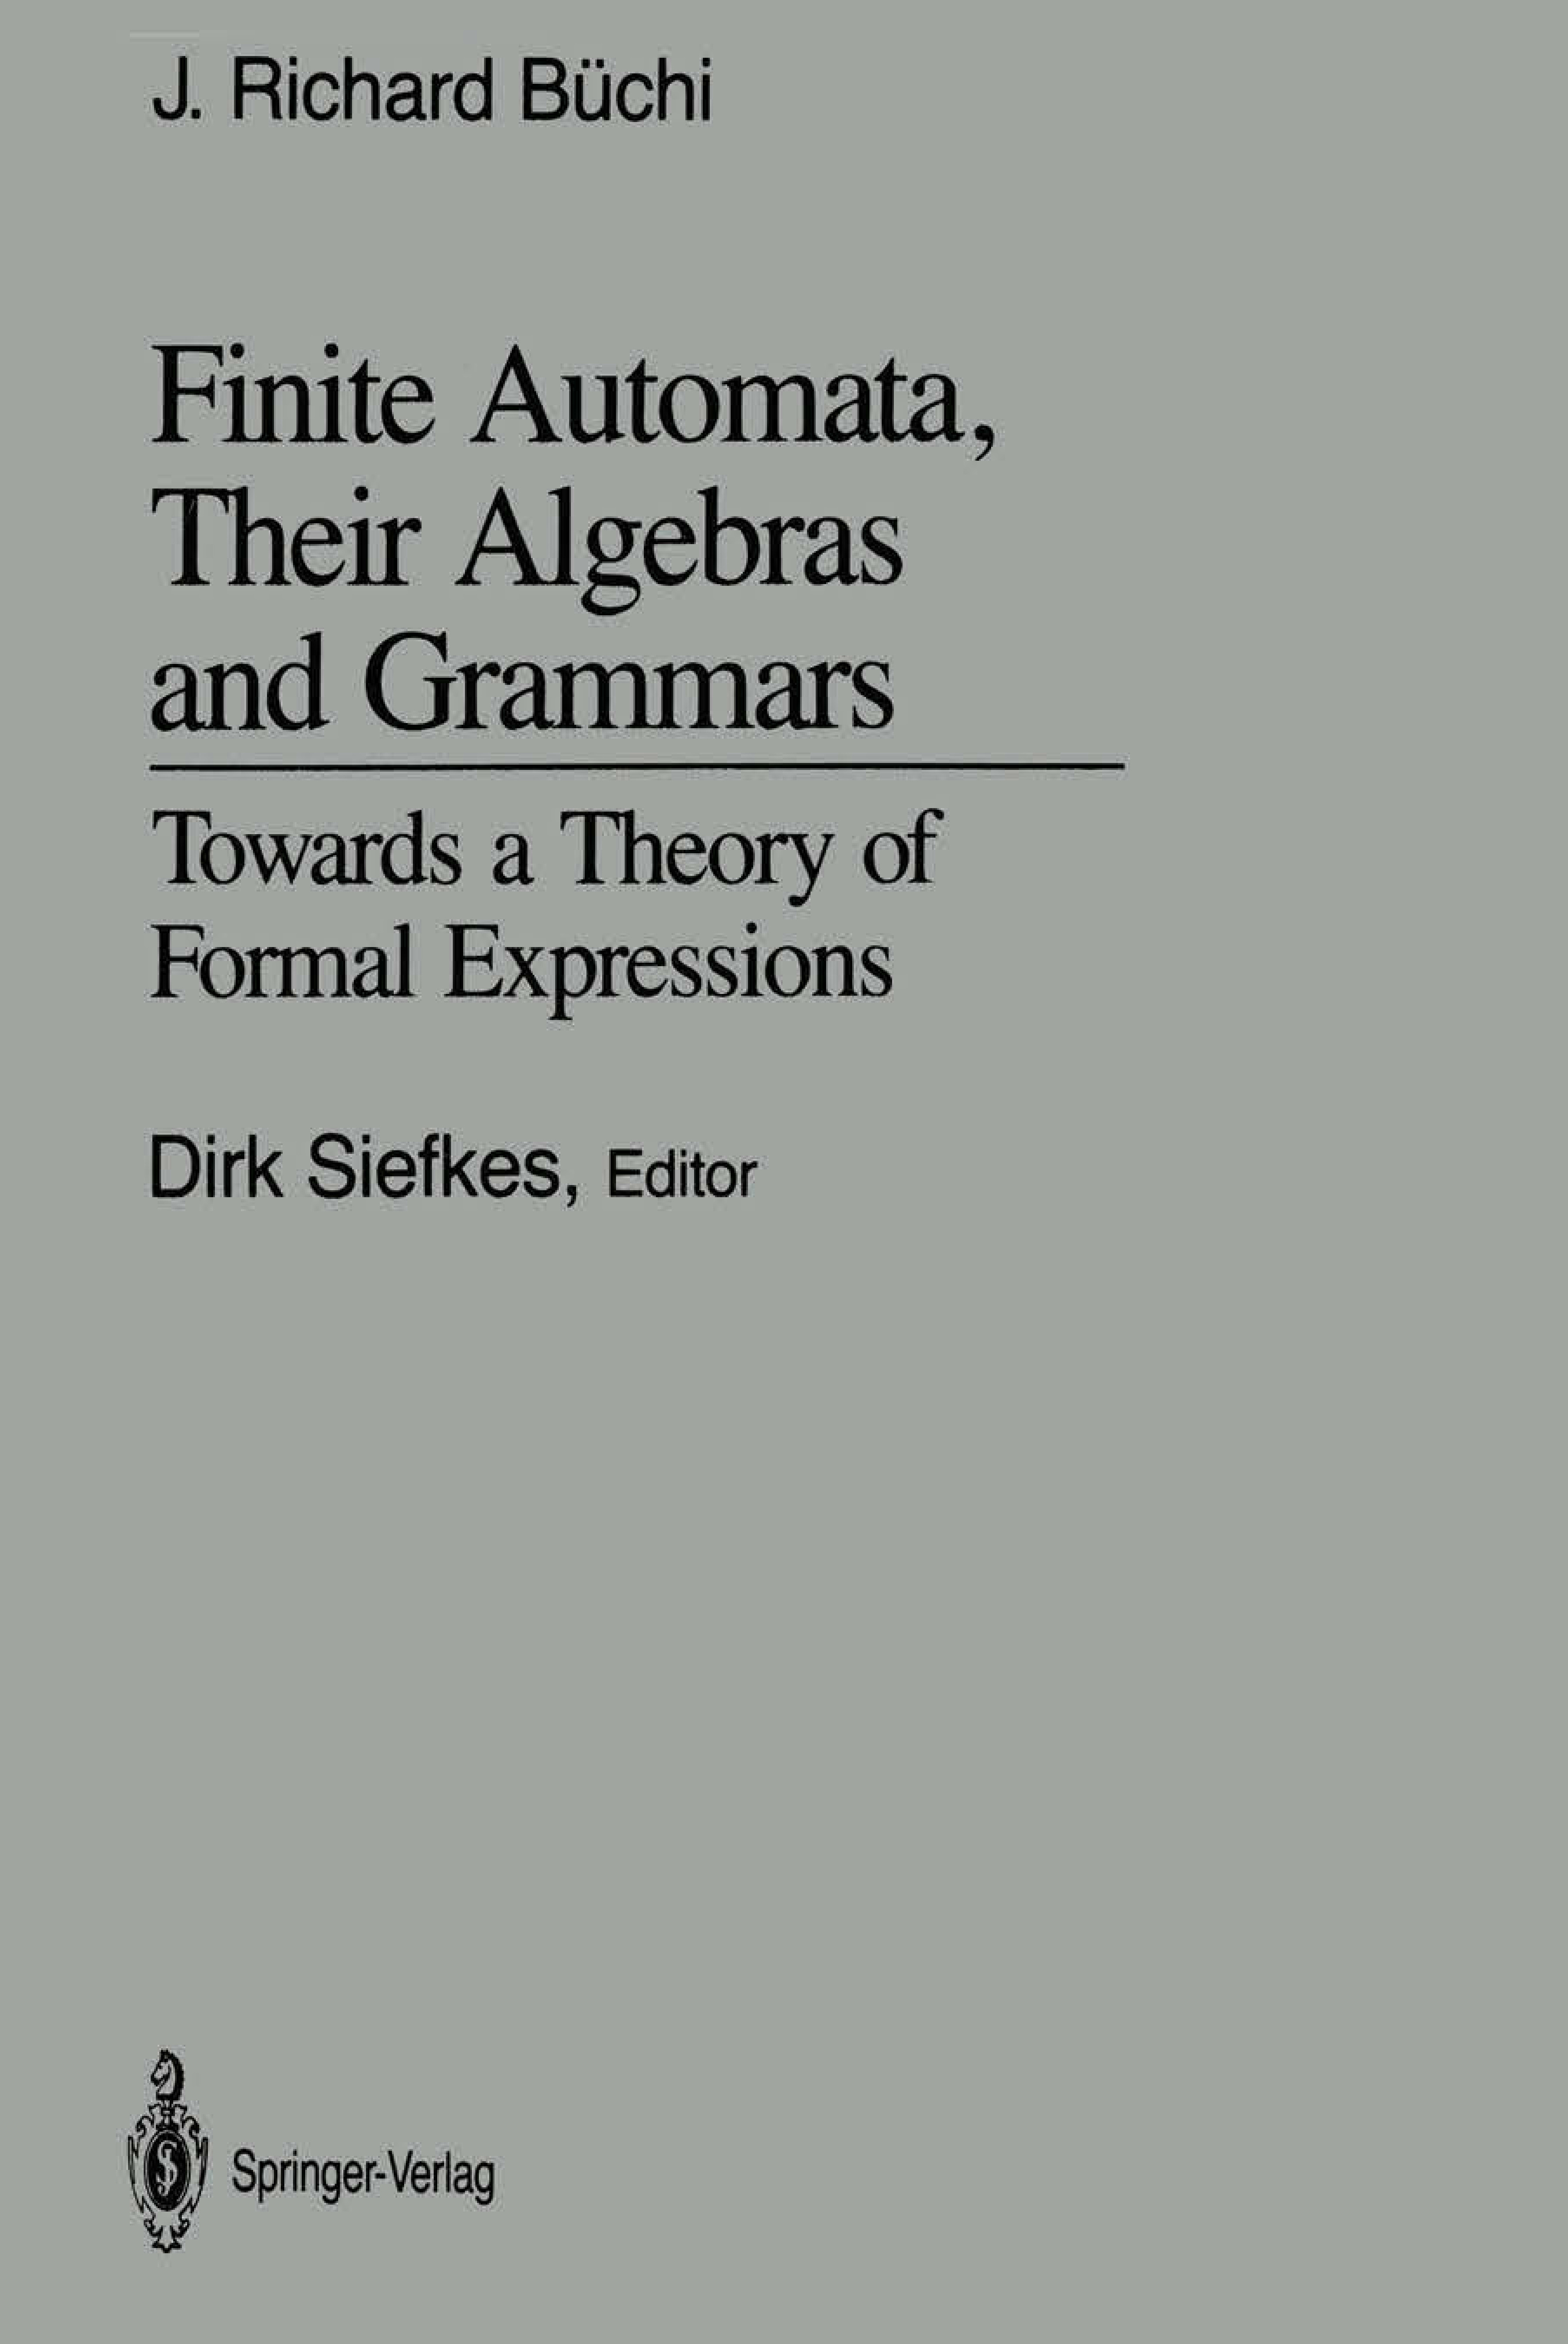 J. Richard Büchi
Finite Automata,
Their Algebras
and Grammars
Towards a Theory of
Formal Expressions
Dirk Siefkes, Editor
Springer-Verlag